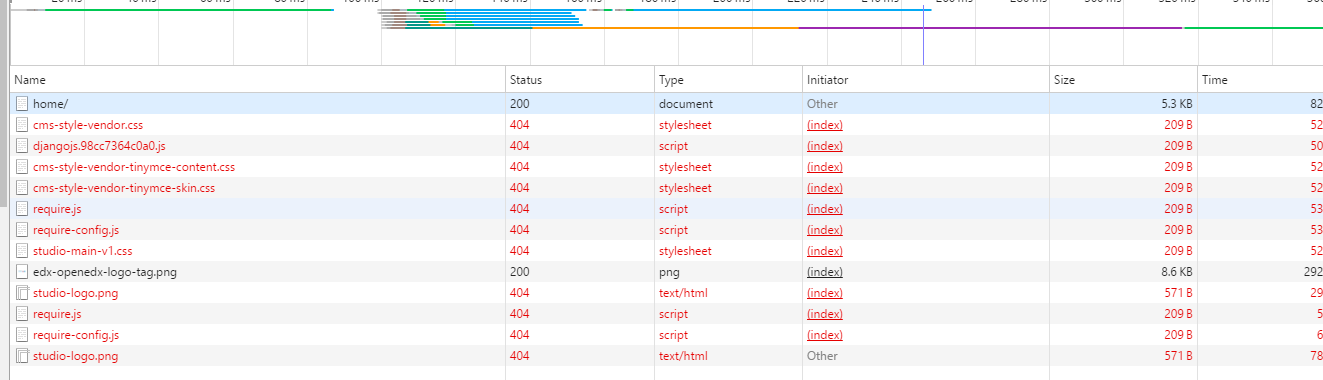 Name Status Type Initiator Size Time
home/ 200 document Other 5.3 KB 82
cms-style-vendor.css 404 stylesheet (index) 209 B 52
djangojs.98cc7364c0a0.js 404 script (index) 209 B 50
cms-style-vendor-tinymce-content.css 404 stylesheet (index) 209 B 52
cms-style-vendor-tinymce-skin.css 404 stylesheet (index) 209 B 52
require.js 404 script (index) 209 B 53
require-config.js 404 script (index) 209 B 53
studio-main-v1.css 404 stylesheet (index) 209 B 52
edx-openedx-logo-tag.png 200 png (index) 8.6 KB 292
studio-logo.png 404 text/html (index) 571 B 29
require.js 404 script (index) 209 B 5
require-config.js 404 script (index) 209 B 6
studio-logo.png 404 text/html Other 571 B 78